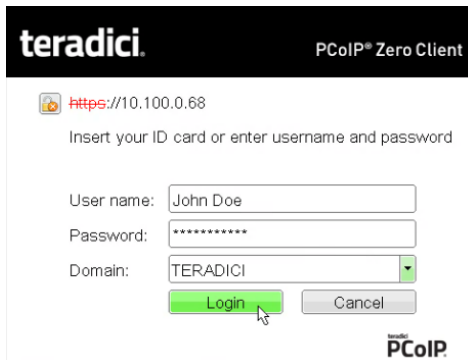 teradici.
PCoIP® Zero Client
https://10.100.0.68
Insert your ID card or enter username and password
User name: John Doe
Password: ***********
Domain: TERADICI
Login Cancel
teradici
PCoIP